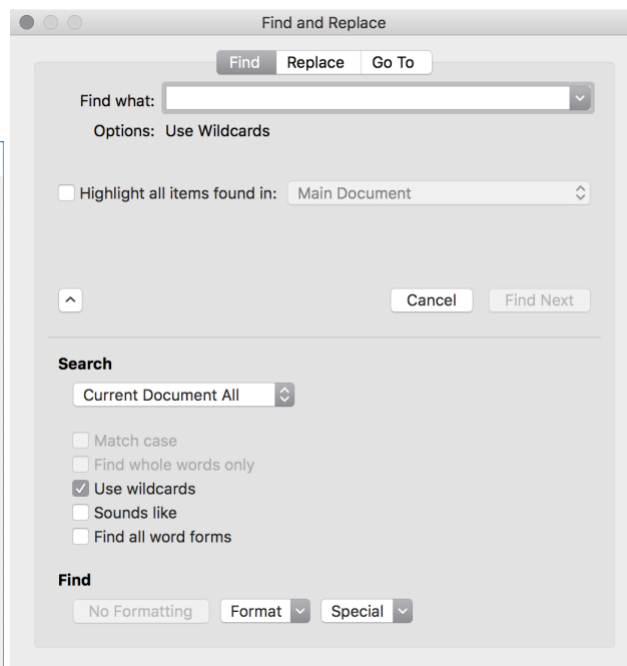 Find and Replace
Find Replace Go To
Find what:
Options: Use Wildcards
Highlight all items found in: Main Document
Cancel Find Next
Search
Current Document All
Match case
Find whole words only
Use wildcards
Sounds like
Find all word forms
Find
No Formatting Format Special